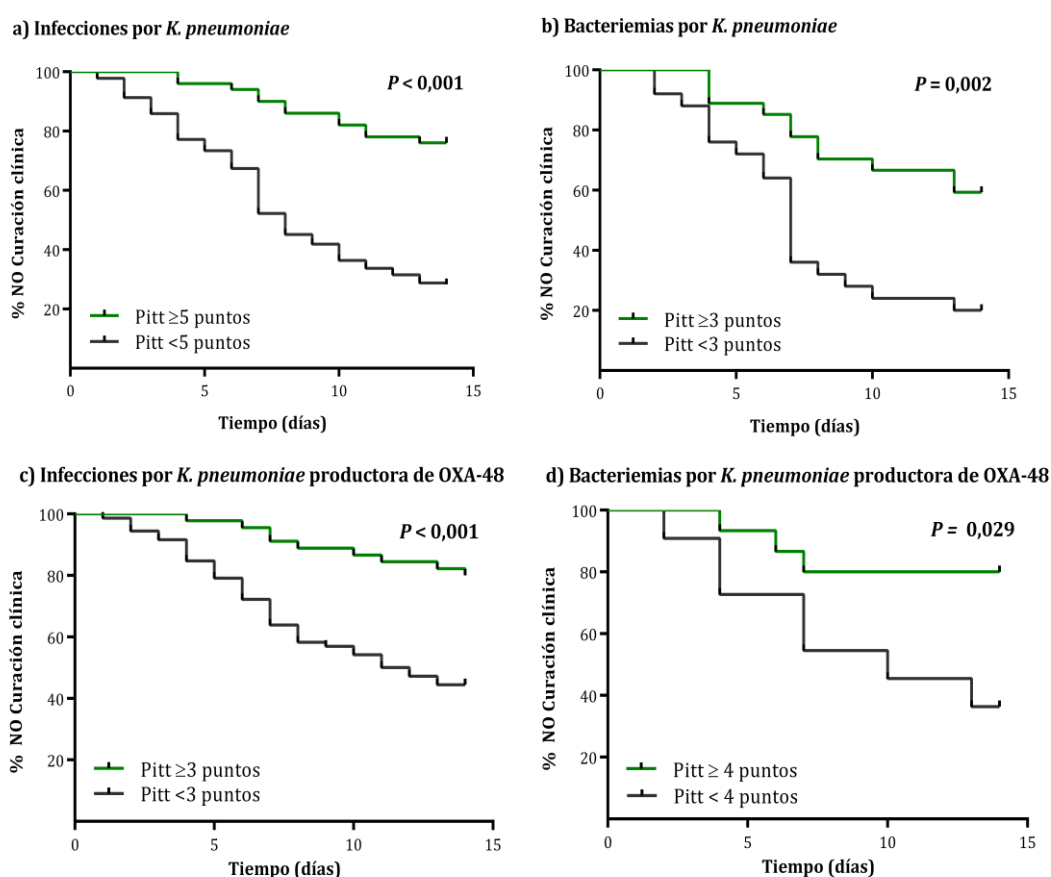 a) Infecciones por K. pneumoniae
P < 0,001
% NO Curación clínica
100
80
60
40
20
Pitt ≥5 puntos
Pitt <5 puntos
0 5 10 15
Tiempo (días)
b) Bacteriemias por K. pneumoniae
P = 0,002
% NO Curación clínica
100
80
60
40
20
Pitt ≥3 puntos
Pitt <3 puntos
0 5 10 15
Tiempo (días)
c) Infecciones por K. pneumoniae productora de OXA-48
P < 0,001
% NO Curación clínica
100
80
60
40
20
Pitt ≥3 puntos
Pitt <3 puntos
0 5 10 15
Tiempo (días)
d) Bacteriemias por K. pneumoniae productora de OXA-48
P = 0,029
% NO Curación clínica
100
80
60
40
20
Pitt ≥ 4 puntos
Pitt < 4 puntos
0 5 10 15
Tiempo (días)